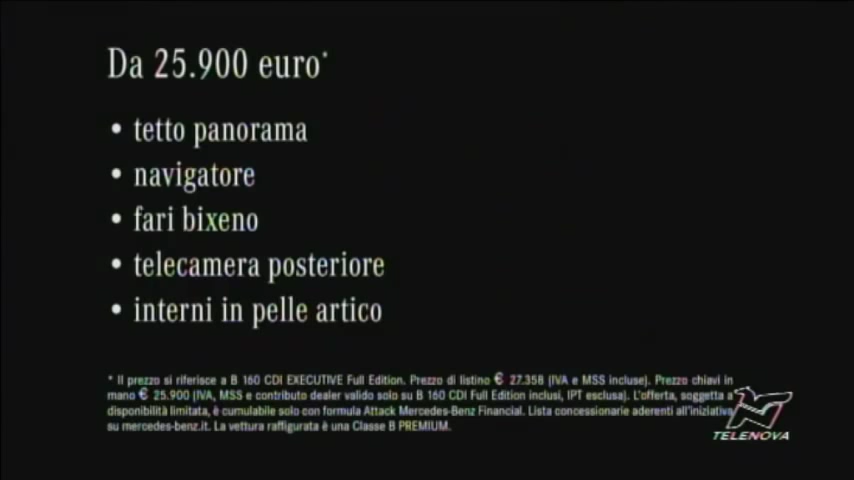 Da 25.900 euro*
• tetto panorama
• navigatore
• fari bixeno
• telecamera posteriore
• interni in pelle artico
* Il prezzo si riferisce a B 160 CDI EXECUTIVE Full Edition. Prezzo di listino € 27.358 (IVA e MSS incluse). Prezzo chiavi in
mano € 25.900 (IVA, MSS e contributo dealer valido solo su B 160 CDI Full Edition inclusi, IPT esclusa). L'offerta, soggetta a
disponibilità limitata, è cumulabile solo con formula Attack Mercedes-Benz Financial. Lista concessionarie aderenti all'iniziativa
su mercedes-benz.it. La vettura raffigurata è una Classe B PREMIUM.
TELENOVA